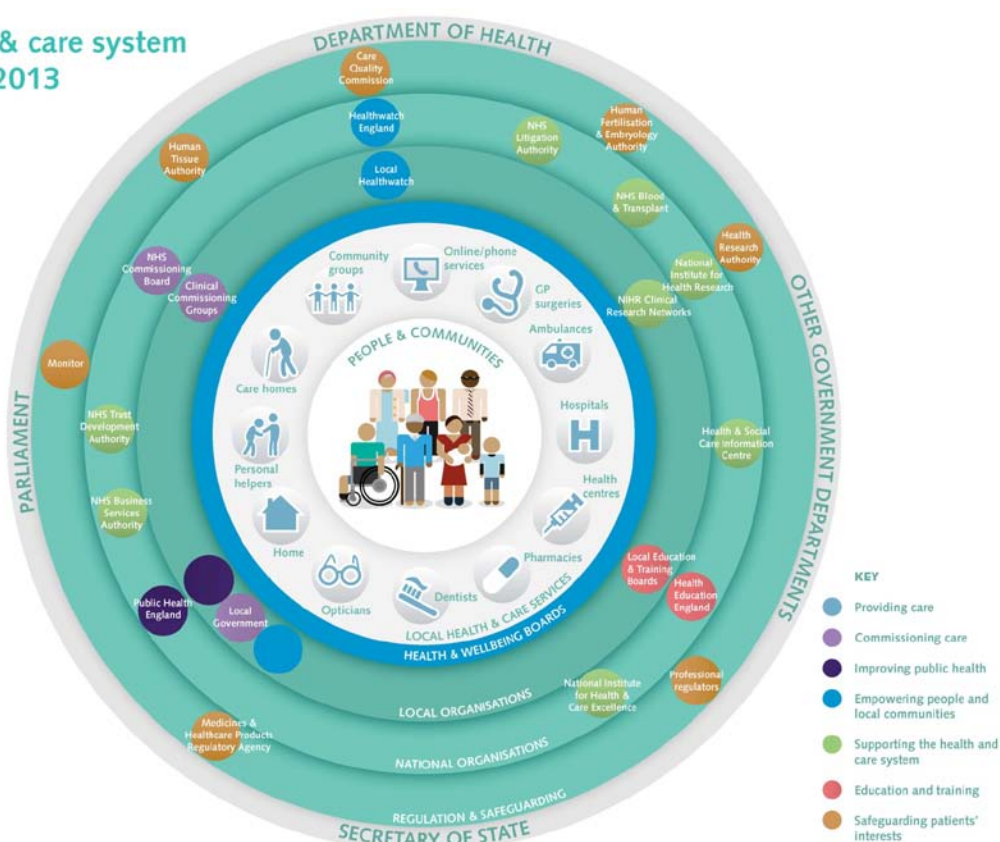 & care system
2013
DEPARTMENT OF HEALTH
Care
Quality
Commission
Healthwatch
England
Local
Healthwatch
NHS
Litigation
Authority
Human
Fertilisation
& Embryology
Authority
Human
Tissue
Authority
NHS Blood
& Transplant
Health
Research
Authority
National
Institute for
Health Research
NIHR Clinical
Research Networks
NHS
Commissioning
Board
Clinical
Commissioning
Groups
Community
groups
Online/phone
services
GP
surgeries
Ambulances
Hospitals
H
Health
centres
Pharmacies
Dentists
Opticians
Home
Personal
helpers
Care homes
PEOPLE & COMMUNITIES
Monitor
NHS Trust
Development
Authority
NHS Business
Services
Authority
PARLIAMENT
OTHER GOVERNMENT DEPARTMENTS
Health & Social
Care Information
Centre
Local Education
& Training
Boards
Health
Education
England
Public Health
England
Local
Government
LOCAL HEALTH & CARE SERVICES
HEALTH & WELLBEING BOARDS
LOCAL ORGANISATIONS
National Institute
for Health &
Care Excellence
Professional
regulators
Medicines &
Healthcare Products
Regulatory Agency
NATIONAL ORGANISATIONS
REGULATION & SAFEGUARDING
SECRETARY OF STATE
KEY
Providing care
Commissioning care
Improving public health
Empowering people and
local communities
Supporting the health and
care system
Education and training
Safeguarding patients'
interests